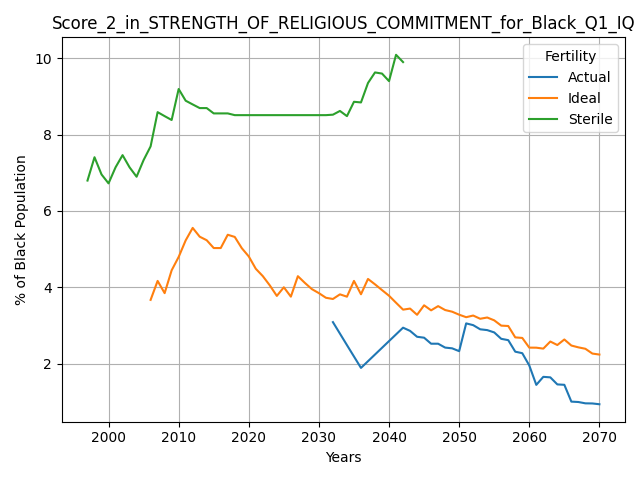 Score_2_in_STRENGTH_OF_RELIGIOUS_COMMITMENT_for_Black_Q1_IQ
Fertility
Actual
Ideal
Sterile
% of Black Population
10
8
6
4
2
2000 2010 2020 2030 2040 2050 2060 2070
Years